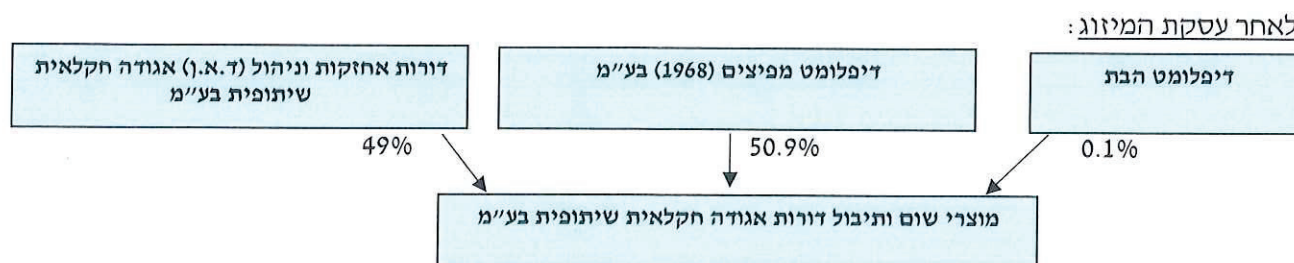 לאחר עסקת המיזוג:
דיפלומט הבת
דיפלומט מפיצים (1968) בע״מ
דורות אחזקות וניהול (ד.א.ן) אגודה חקלאית
שיתופית בע״מ
0.1%
50.9%
49%
מוצרי שום ותיבול דורות אגודה חקלאית שיתופית בע״מ